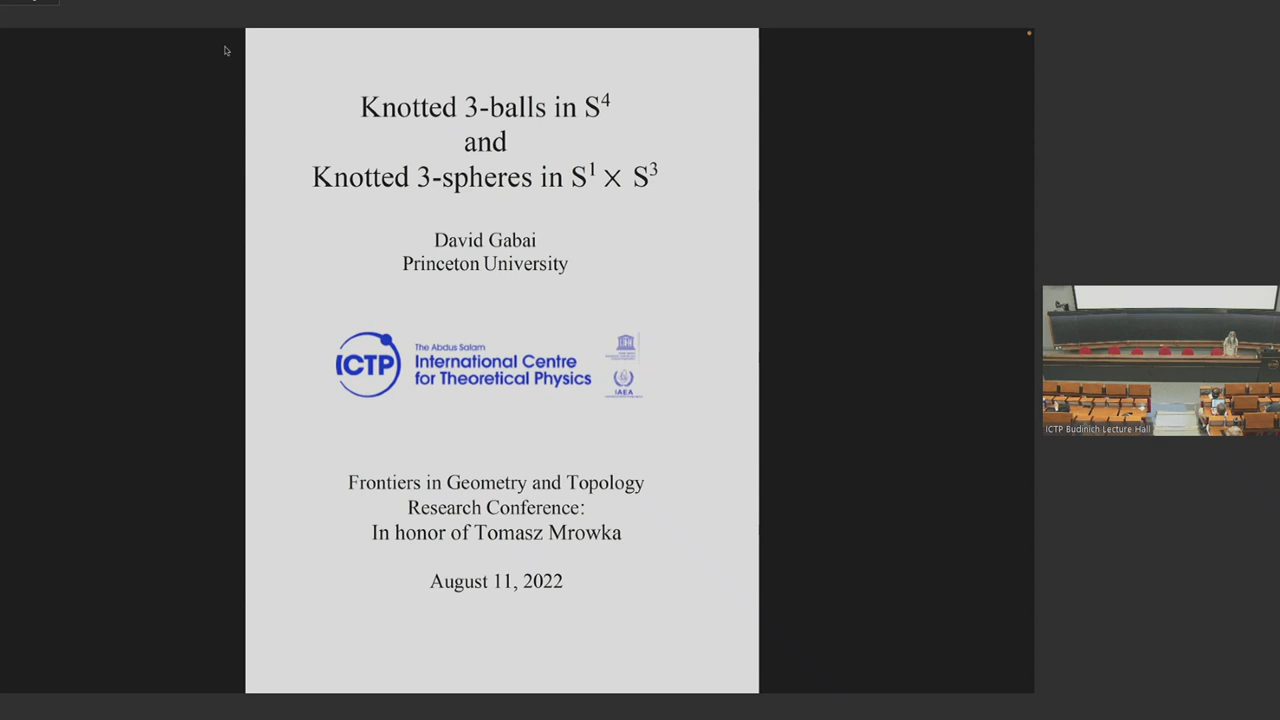 Knotted 3-balls in S⁴
and
Knotted 3-spheres in S¹ × S³
David Gabai
Princeton University
ICTP
The Abdus Salam
International Centre
for Theoretical Physics
IAEA
Frontiers in Geometry and Topology
Research Conference:
In honor of Tomasz Mrowka
August 11, 2022
ICTP Budinich Lecture Hall